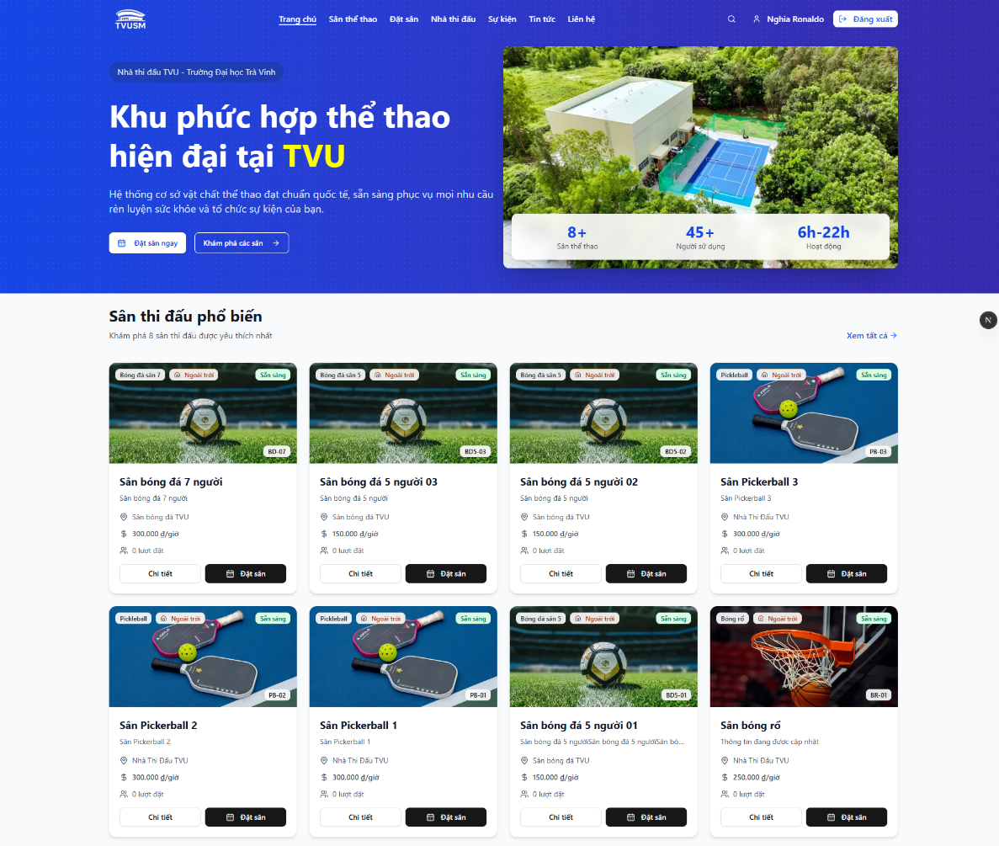 TVUSM
Trang chủ Sân thể thao Đặt sân Nhà thi đấu Sự kiện Tin tức Liên hệ
Nghia Ronaldo
Đăng xuất
Nhà thi đấu TVU - Trường Đại học Trà Vinh
Khu phức hợp thể thao
hiện đại tại TVU
Hệ thống cơ sở vật chất thể thao đạt chuẩn quốc tế, sẵn sàng phục vụ mọi nhu cầu
rèn luyện sức khỏe và tổ chức sự kiện của bạn.
Đặt sân ngay
Khám phá các sân
8+ 45+ 6h-22h
Sân thể thao Người sử dụng Hoạt động
Sân thi đấu phổ biến
Khám phá 8 sân thi đấu được yêu thích nhất
Xem tất cả
N
Bóng đá sân 7 Ngoài trời Sẵn sàng
BD-07
Sân bóng đá 7 người
Sân bóng đá 7 người
Sân bóng đá TVU
300.000 ₫/giờ
0 lượt đặt
Chi tiết Đặt sân
Bóng đá sân 5 Ngoài trời Sẵn sàng
BD5-03
Sân bóng đá 5 người 03
Sân bóng đá 5 người
Sân bóng đá TVU
150.000 ₫/giờ
0 lượt đặt
Chi tiết Đặt sân
Bóng đá sân 5 Ngoài trời Sẵn sàng
BD5-02
Sân bóng đá 5 người 02
Sân bóng đá 5 người
Sân bóng đá TVU
150.000 ₫/giờ
0 lượt đặt
Chi tiết Đặt sân
Pickleball Ngoài trời Sẵn sàng
PB-03
Sân Pickerball 3
Sân Pickerball 3
Nhà Thi Đấu TVU
300.000 ₫/giờ
0 lượt đặt
Chi tiết Đặt sân
Pickleball Ngoài trời Sẵn sàng
PB-02
Sân Pickerball 2
Sân Pickerball 2
Nhà Thi Đấu TVU
300.000 ₫/giờ
0 lượt đặt
Chi tiết Đặt sân
Pickleball Ngoài trời Sẵn sàng
PB-01
Sân Pickerball 1
Sân Pickerball 1
Nhà Thi Đấu TVU
300.000 ₫/giờ
0 lượt đặt
Chi tiết Đặt sân
Bóng đá sân 5 Ngoài trời Sẵn sàng
BD5-01
Sân bóng đá 5 người 01
Sân bóng đá 5 ngườiSân bóng đá 5 ngườiSân bó...
Sân bóng đá TVU
150.000 ₫/giờ
0 lượt đặt
Chi tiết Đặt sân
Bóng rổ Ngoài trời Sẵn sàng
BR-01
Sân bóng rổ
Thông tin đang được cập nhật
Nhà Thi Đấu TVU
250.000 ₫/giờ
0 lượt đặt
Chi tiết Đặt sân